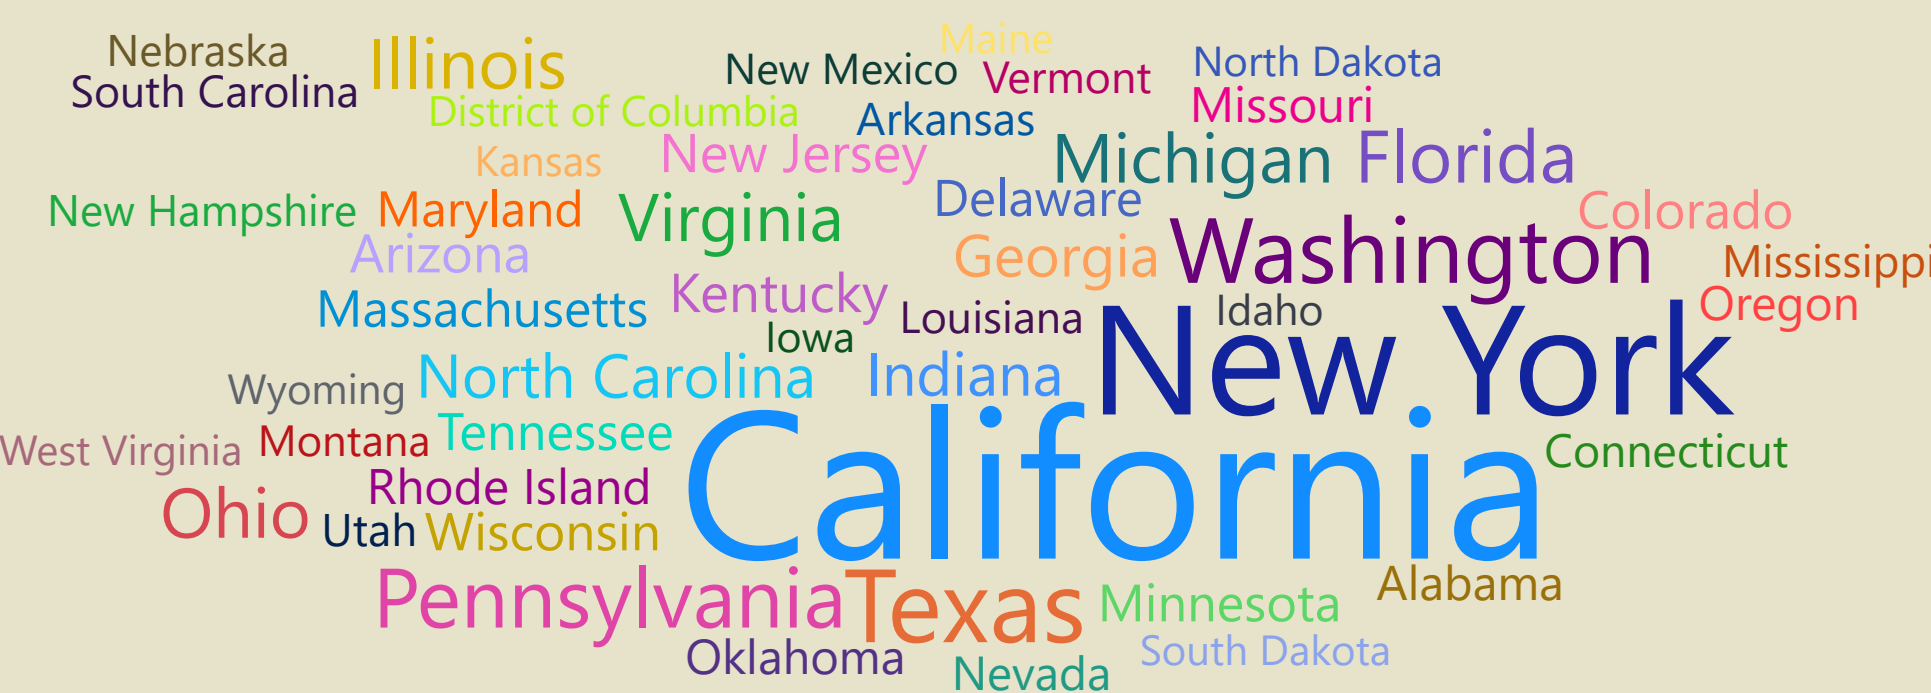 Maine
Nebraska
Illinois
New Mexico
North Dakota
South Carolina
Vermont
District of Columbia
Arkansas
Missouri
Kansas
New Jersey
Michigan
Florida
New Hampshire
Maryland
Virginia
Delaware
Colorado
Arizona
Georgia
Washington
Mississippi
Massachusetts
Kentucky
Louisiana
Idaho
Oregon
Iowa
New York
Wyoming
North Carolina
Indiana
West Virginia
Montana
Tennessee
Connecticut
Rhode Island
California
Ohio
Utah
Wisconsin
Pennsylvania
Texas
Minnesota
Alabama
Oklahoma
Nevada
South Dakota